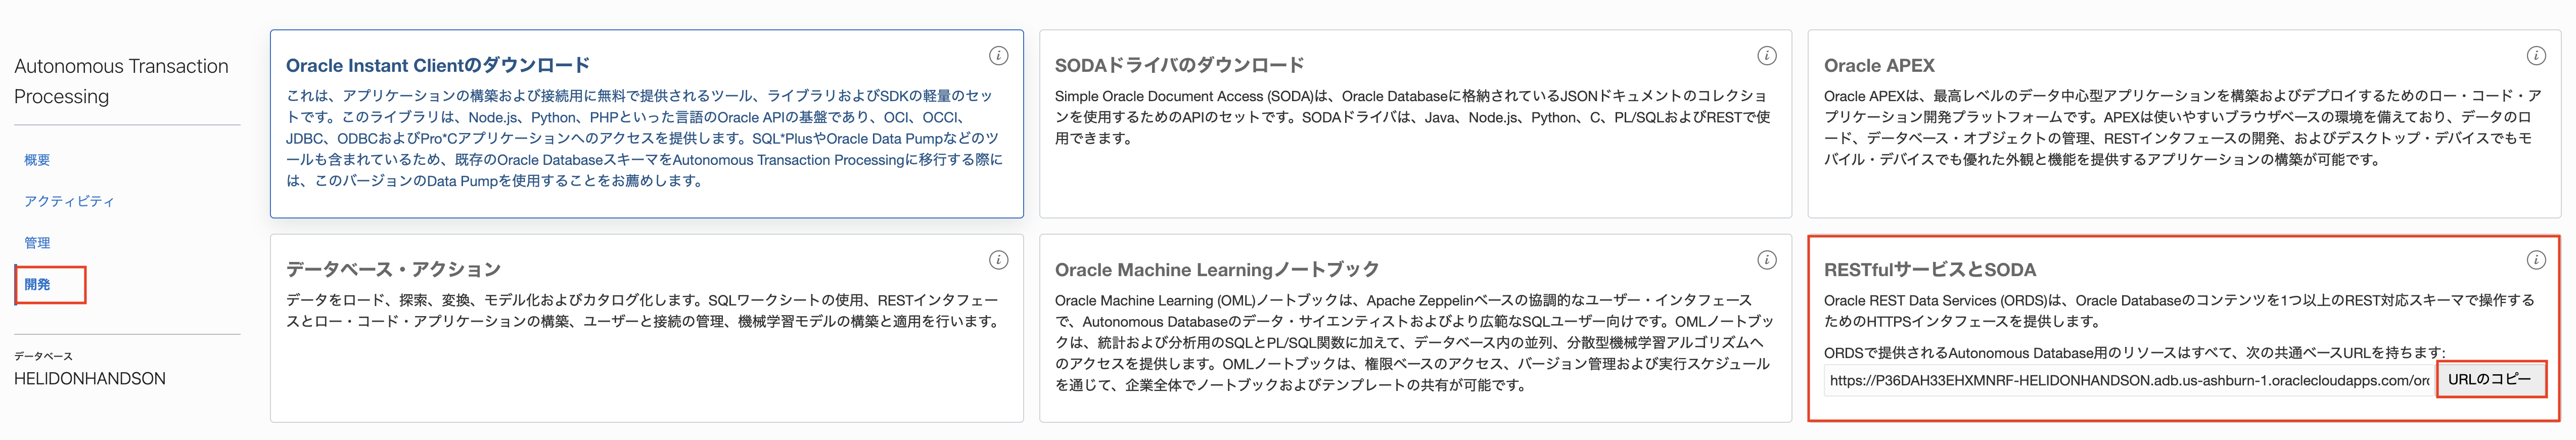 Autonomous Transaction
Processing
概要
アクティビティ
管理
開発
データベース
HELIDONHANDSON
Oracle Instant Clientのダウンロード
これは、アプリケーションの構築および接続用に無料で提供されるツール、ライブラリおよびSDKの軽量のセッ
トです。このライブラリは、Node.js、Python、PHPといった言語のOracle APIの基盤であり、OCI、OCCI、
JDBC、ODBCおよびPro*Cアプリケーションへのアクセスを提供します。SQL*PlusやOracle Data Pumpなどのツ
ールも含まれているため、既存のOracle DatabaseスキーマをAutonomous Transaction Processingに移行する際に
は、このバージョンのData Pumpを使用することをお薦めします。
SODAドライバのダウンロード
Simple Oracle Document Access (SODA)は、Oracle Databaseに格納されているJSONドキュメントのコレクショ
ンを使用するためのAPIのセットです。SODAドライバは、Java、Node.js、Python、C、PL/SQLおよびRESTで使
用できます。
Oracle APEX
Oracle APEXは、最高レベルのデータ中心型アプリケーションを構築およびデプロイするためのロー・コード・ア
プリケーション開発プラットフォームです。APEXは使いやすいブラウザベースの環境を備えており、データのロ
ード、データベース・オブジェクトの管理、RESTインタフェースの開発、およびデスクトップ・デバイスでもモ
バイル・デバイスでも優れた外観と機能を提供するアプリケーションの構築が可能です。
データベース・アクション
データをロード、探索、変換、モデル化およびカタログ化します。SQLワークシートの使用、RESTインタフェー
スとロー・コード・アプリケーションの構築、ユーザーと接続の管理、機械学習モデルの構築と適用を行います。
Oracle Machine Learningノートブック
Oracle Machine Learning (OML)ノートブックは、Apache Zeppelinベースの協調的なユーザー・インタフェース
で、Autonomous Databaseのデータ・サイエンティストおよびより広範なSQLユーザー向けです。OMLノートブッ
クは、統計および分析用のSQLとPL/SQL関数に加えて、データベース内の並列、分散型機械学習アルゴリズムへ
のアクセスを提供します。OMLノートブックは、権限ベースのアクセス、バージョン管理および実行スケジュール
を通じて、企業全体でノートブックおよびテンプレートの共有が可能です。
RESTfulサービスとSODA
Oracle REST Data Services (ORDS)は、Oracle Databaseのコンテンツを1つ以上のREST対応スキーマで操作する
ためのHTTPSインタフェースを提供します。
ORDSで提供されるAutonomous Database用のリソースはすべて、次の共通ベースURLを持ちます:
https://P36DAH33EHXMNRF-HELIDONHANDSON.adb.us-ashburn-1.oraclecloudapps.com/ord
URLのコピー